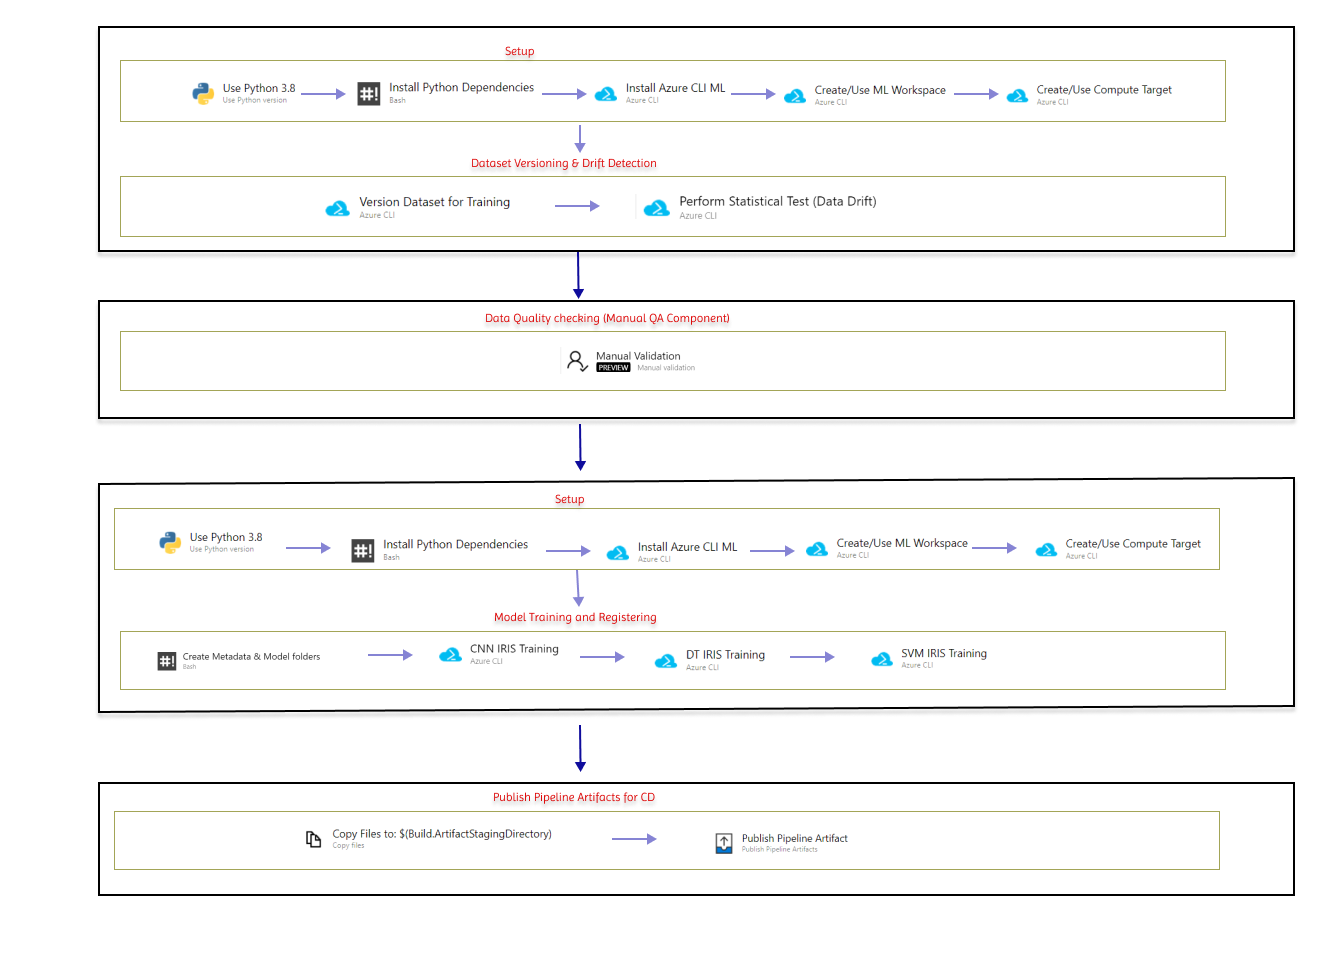 Setup
Use Python 3.8
Use Python version
Install Python Dependencies
Bash
Install Azure CLI ML
Azure CLI
Create/Use ML Workspace
Azure CLI
Create/Use Compute Target
Azure CLI
Dataset Versioning & Drift Detection
Version Dataset for Training
Azure CLI
Perform Statistical Test (Data Drift)
Azure CLI
Data Quality checking (Manual QA Component)
Manual Validation
PREVIEW Manual validation
Setup
Use Python 3.8
Use Python version
Install Python Dependencies
Bash
Install Azure CLI ML
Azure CLI
Create/Use ML Workspace
Azure CLI
Create/Use Compute Target
Azure CLI
Model Training and Registering
Create Metadata & Model folders
Bash
CNN IRIS Training
Azure CLI
DT IRIS Training
Azure CLI
SVM IRIS Training
Azure CLI
Publish Pipeline Artifacts for CD
Copy Files to: $(Build.ArtifactStagingDirectory)
Copy files
Publish Pipeline Artifact
Publish Pipeline Artifacts